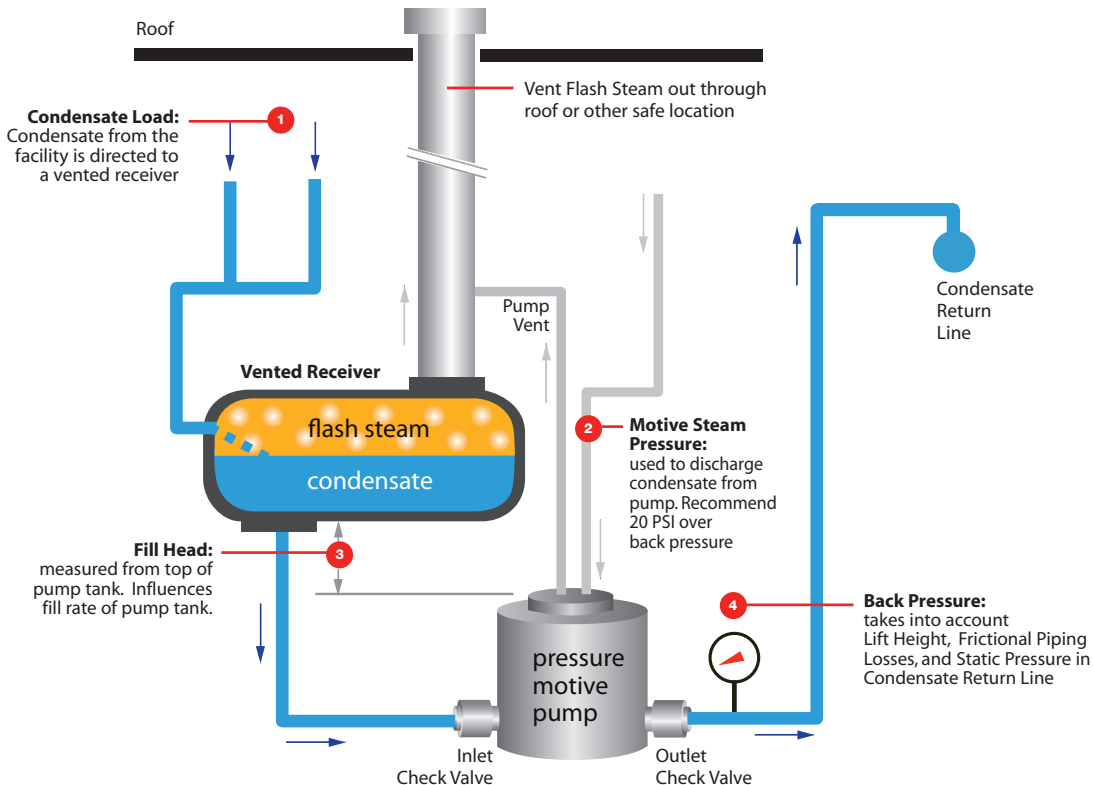 Roof
Vent Flash Steam out through
roof or other safe location
Condensate Load:
Condensate from the
facility is directed to
a vented receiver
1
Condensate
Return
Line
Pump
Vent
Vented Receiver
flash steam
condensate
2
Motive Steam
Pressure:
used to discharge
condensate from
pump. Recommend
20 PSI over
back pressure
Fill Head:
measured from top of
pump tank. Influences
fill rate of pump tank.
3
4
Back Pressure:
takes into account
Lift Height, Frictional Piping
Losses, and Static Pressure in
Condensate Return Line
pressure
motive
pump
Inlet
Check Valve
Outlet
Check Valve